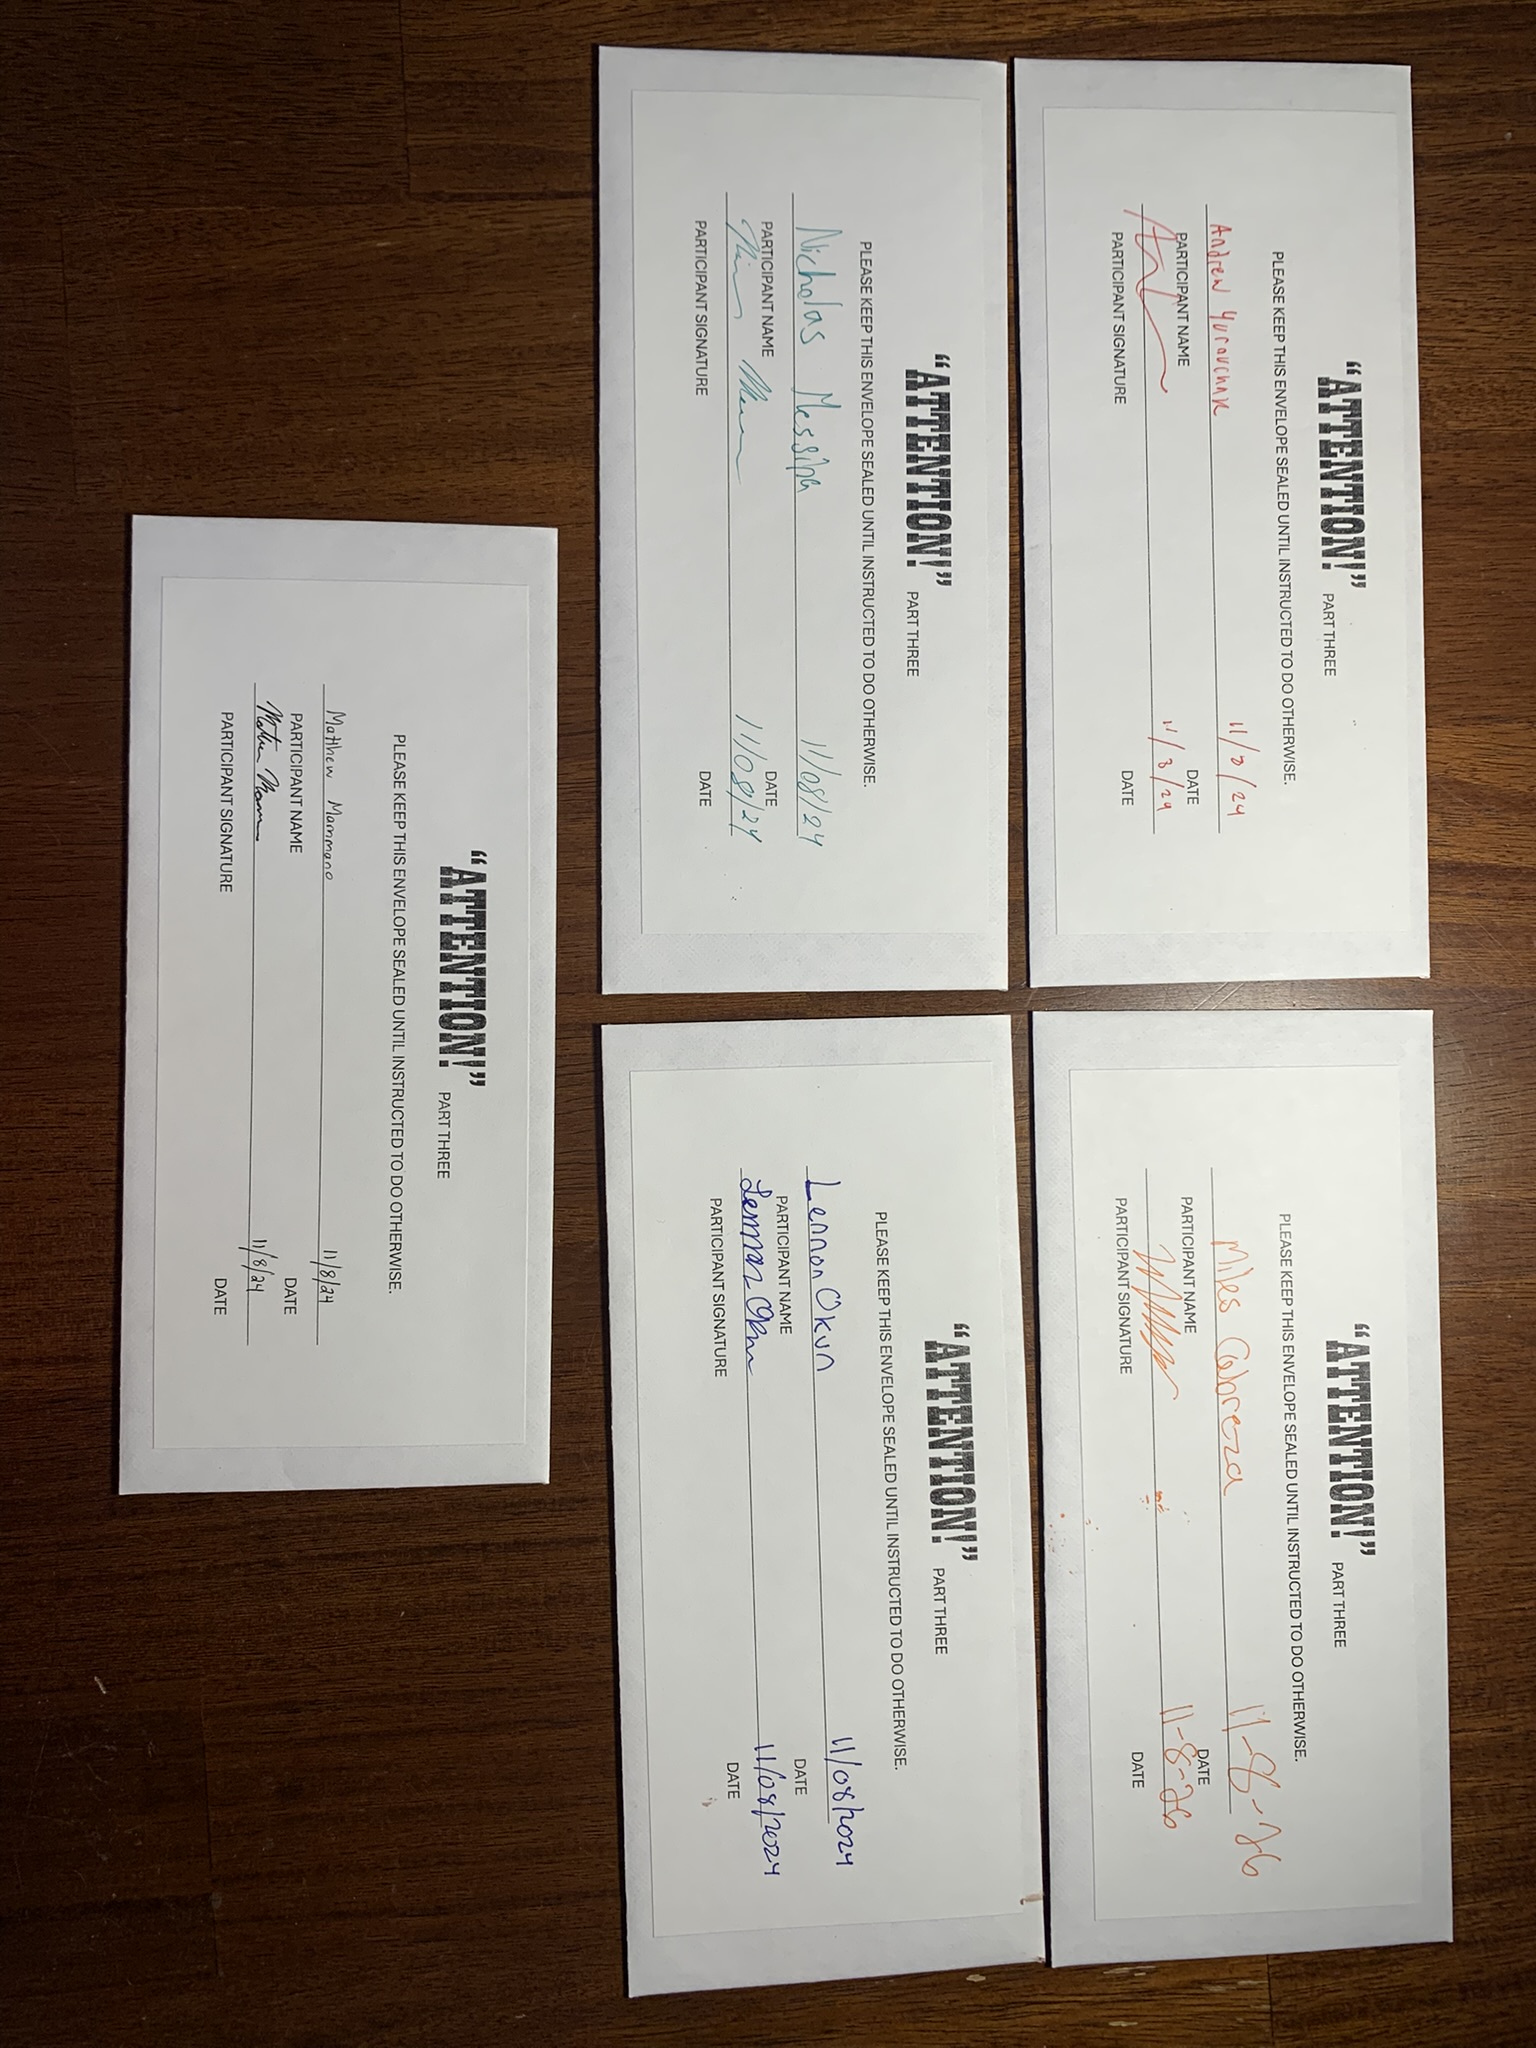 “ATTENTION!” PART THREE
PLEASE KEEP THIS ENVELOPE SEALED UNTIL INSTRUCTED TO DO OTHERWISE.
Andrew Yurouchak 11/8/24
PARTICIPANT NAME DATE
11/8/24
PARTICIPANT SIGNATURE DATE
“ATTENTION!” PART THREE
PLEASE KEEP THIS ENVELOPE SEALED UNTIL INSTRUCTED TO DO OTHERWISE.
Miles Cabreza 11-8-26
PARTICIPANT NAME DATE
11-8-26
PARTICIPANT SIGNATURE DATE
“ATTENTION!” PART THREE
PLEASE KEEP THIS ENVELOPE SEALED UNTIL INSTRUCTED TO DO OTHERWISE.
Nicholas Messina 11/08/24
PARTICIPANT NAME DATE
11/08/24
PARTICIPANT SIGNATURE DATE
“ATTENTION!” PART THREE
PLEASE KEEP THIS ENVELOPE SEALED UNTIL INSTRUCTED TO DO OTHERWISE.
Lennon Okun 11/08/2024
PARTICIPANT NAME DATE
Lennon Okun 11/08/2024
PARTICIPANT SIGNATURE DATE
“ATTENTION!” PART THREE
PLEASE KEEP THIS ENVELOPE SEALED UNTIL INSTRUCTED TO DO OTHERWISE.
Matthew Mammano 11/8/24
PARTICIPANT NAME DATE
Matthew Mammano 11/8/24
PARTICIPANT SIGNATURE DATE